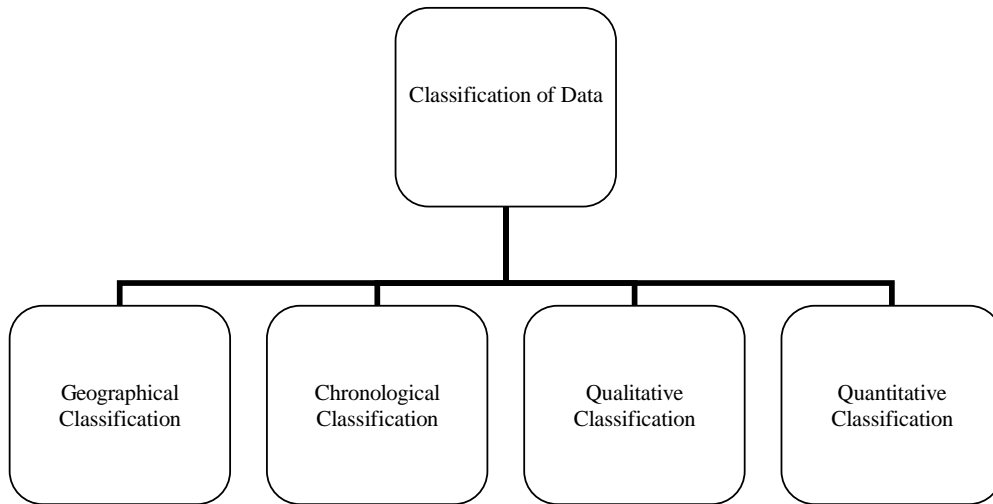 Classification of Data
Geographical
Classification
Chronological
Classification
Qualitative
Classification
Quantitative
Classification